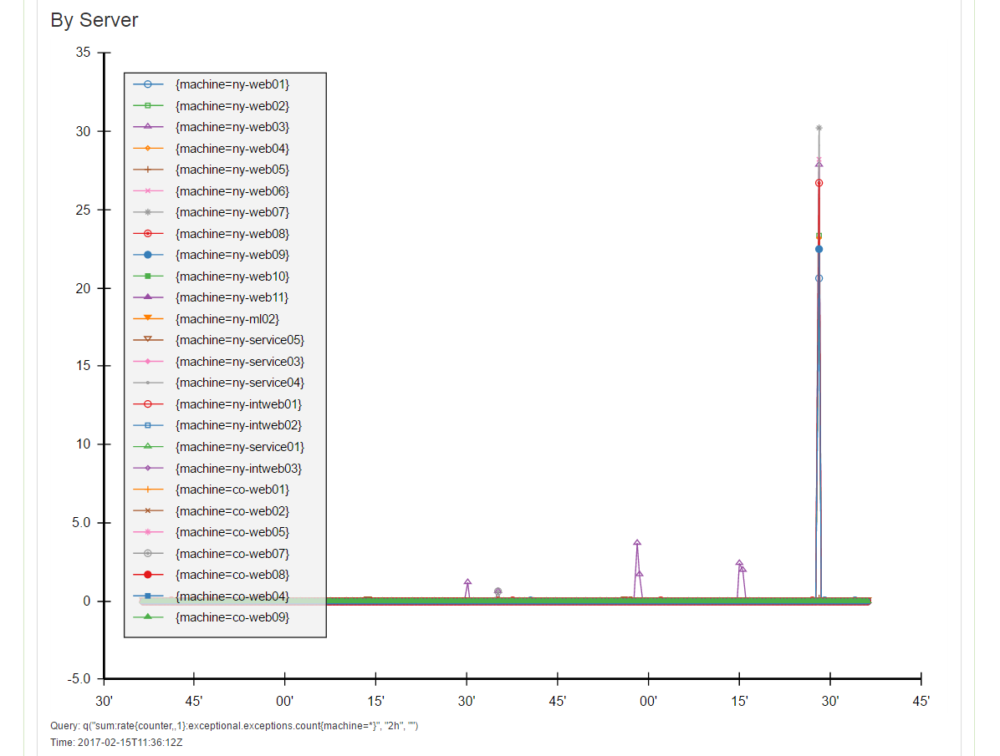 By Server
35
30
25
20
15
10
5.0
0
-5.0
{machine=ny-web01}
{machine=ny-web02}
{machine=ny-web03}
{machine=ny-web04}
{machine=ny-web05}
{machine=ny-web06}
{machine=ny-web07}
{machine=ny-web08}
{machine=ny-web09}
{machine=ny-web10}
{machine=ny-web11}
{machine=ny-ml02}
{machine=ny-service05}
{machine=ny-service03}
{machine=ny-service04}
{machine=ny-intweb01}
{machine=ny-intweb02}
{machine=ny-service01}
{machine=ny-intweb03}
{machine=co-web01}
{machine=co-web02}
{machine=co-web05}
{machine=co-web07}
{machine=co-web08}
{machine=co-web04}
{machine=co-web09}
30' 45' 00' 15' 30' 45' 00' 15' 30' 45'
Query: q("sum:rate{counter,,1}:exceptional.exceptions.count{machine=*}", "2h", "")
Time: 2017-02-15T11:36:12Z